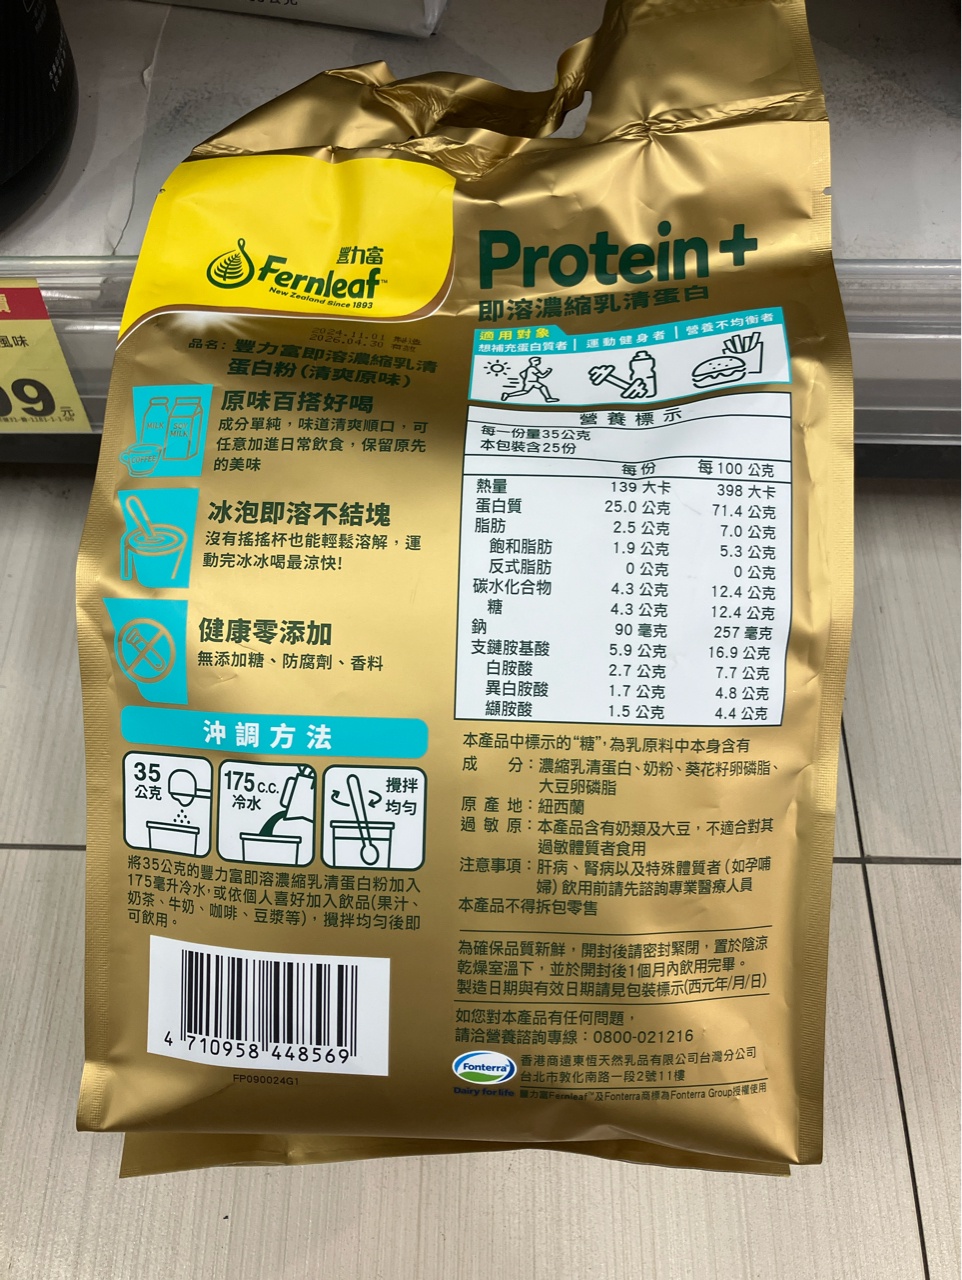 豐力富
Fernleaf™
New Zealand Since 1893
Protein+
即溶濃縮乳清蛋白
2024.11.01 製造
2026.04.30 有效
品名：豐力富即溶濃縮乳清
蛋白粉(清爽原味)
原味百搭好喝
成分單純，味道清爽順口，可
任意加進日常飲食，保留原先
的美味
MILK
SOY
MILK
COFFEE
冰泡即溶不結塊
沒有搖搖杯也能輕鬆溶解，運
動完冰冰喝最涼快!
健康零添加
無添加糖、防腐劑、香料
沖調方法
35
公克
175 c.c.
冷水
攪拌
均勻
將35公克的豐力富即溶濃縮乳清蛋白粉加入
175毫升冷水，或依個人喜好加入飲品(果汁、
奶茶、牛奶、咖啡、豆漿等)，攪拌均勻後即
可飲用。
4 710958 448569
FP090024G1
適用對象
想補充蛋白質者 | 運動健身者 | 營養不均衡者
營養標示
每一份量35公克
本包裝含25份
每份 每100公克
熱量 139 大卡 398 大卡
蛋白質 25.0 公克 71.4 公克
脂肪 2.5 公克 7.0 公克
飽和脂肪 1.9 公克 5.3 公克
反式脂肪 0 公克 0 公克
碳水化合物 4.3 公克 12.4 公克
糖 4.3 公克 12.4 公克
鈉 90 毫克 257 毫克
支鏈胺基酸 5.9 公克 16.9 公克
白胺酸 2.7 公克 7.7 公克
異白胺酸 1.7 公克 4.8 公克
纈胺酸 1.5 公克 4.4 公克
本產品中標示的“糖”，為乳原料中本身含有
成分：濃縮乳清蛋白、奶粉、葵花籽卵磷脂、
大豆卵磷脂
原產地：紐西蘭
過敏原：本產品含有奶類及大豆，不適合對其
過敏體質者食用
注意事項：肝病、腎病以及特殊體質者(如孕哺
婦)飲用前請先諮詢專業醫療人員
本產品不得拆包零售
為確保品質新鮮，開封後請密封緊閉，置於陰涼
乾燥室溫下，並於開封後1個月內飲用完畢。
製造日期與有效日期請見包裝標示(西元年/月/日)
如您對本產品有任何問題，
請洽營養諮詢專線：0800-021216
Fonterra
Dairy for life
香港商遠東恆天然乳品有限公司台灣分公司
台北市敦化南路一段2號11樓
豐力富Fernleaf™及Fonterra商標為Fonterra Group授權使用
風味
99
元